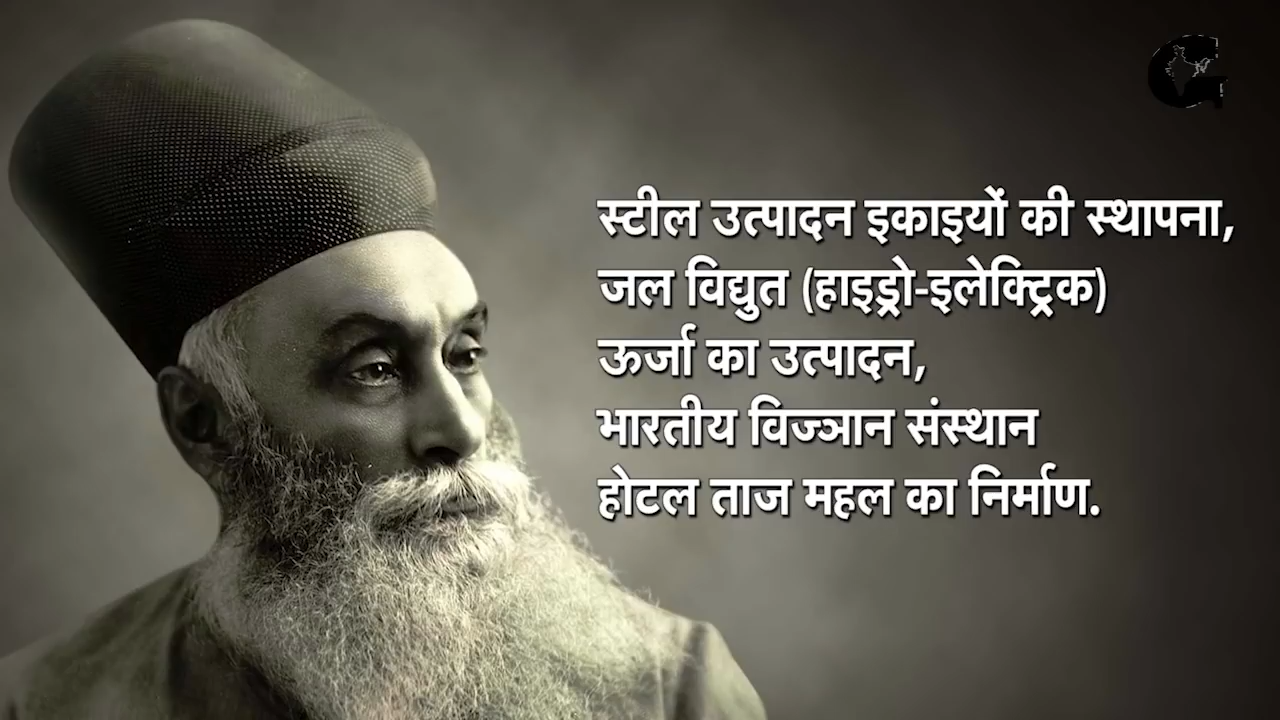 स्टील उत्पादन इकाइयों की स्थापना,
जल विद्युत (हाइड्रो-इलेक्ट्रिक)
ऊर्जा का उत्पादन,
भारतीय विज्ञान संस्थान
होटल ताज महल का निर्माण.